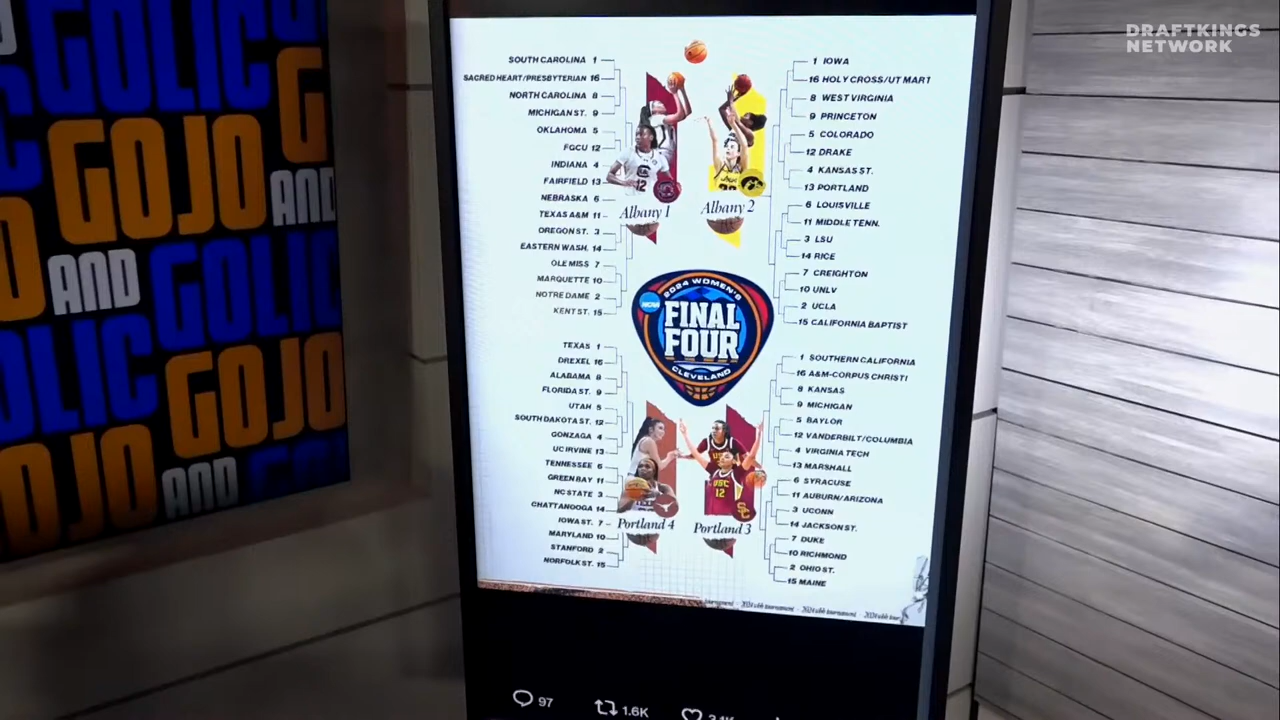 DRAFTKINGS
NETWORK
GOLIC
GOJO
AND
GOLIC
AND
GOJO
AND
SOUTH CAROLINA 1
SACRED HEART/PRESBYTERIAN 16
NORTH CAROLINA 8
MICHIGAN ST. 9
OKLAHOMA 5
FGCU 12
INDIANA 4
FAIRFIELD 13
NEBRASKA 6
TEXAS A&M 11
OREGON ST. 3
EASTERN WASH. 14
OLE MISS 7
MARQUETTE 10
NOTRE DAME 2
KENT ST. 15
Albany 1
Albany 2
1 IOWA
16 HOLY CROSS/UT MART
8 WEST VIRGINIA
9 PRINCETON
5 COLORADO
12 DRAKE
4 KANSAS ST.
13 PORTLAND
6 LOUISVILLE
11 MIDDLE TENN.
3 LSU
14 RICE
7 CREIGHTON
10 UNLV
2 UCLA
15 CALIFORNIA BAPTIST
2024 WOMEN'S
NCAA
FINAL
FOUR
CLEVELAND
TEXAS 1
DREXEL 16
ALABAMA 8
FLORIDA ST. 9
UTAH 5
SOUTH DAKOTA ST. 12
GONZAGA 4
UC IRVINE 13
TENNESSEE 6
GREEN BAY 11
NC STATE 3
CHATTANOOGA 14
IOWA ST. 7
MARYLAND 10
STANFORD 2
NORFOLK ST. 15
Portland 4
Portland 3
USC
12
1 SOUTHERN CALIFORNIA
16 A&M-CORPUS CHRISTI
8 KANSAS
9 MICHIGAN
5 BAYLOR
12 VANDERBILT/COLUMBIA
4 VIRGINIA TECH
13 MARSHALL
6 SYRACUSE
11 AUBURN/ARIZONA
3 UCONN
14 JACKSON ST.
7 DUKE
10 RICHMOND
2 OHIO ST.
15 MAINE
97
1.6K